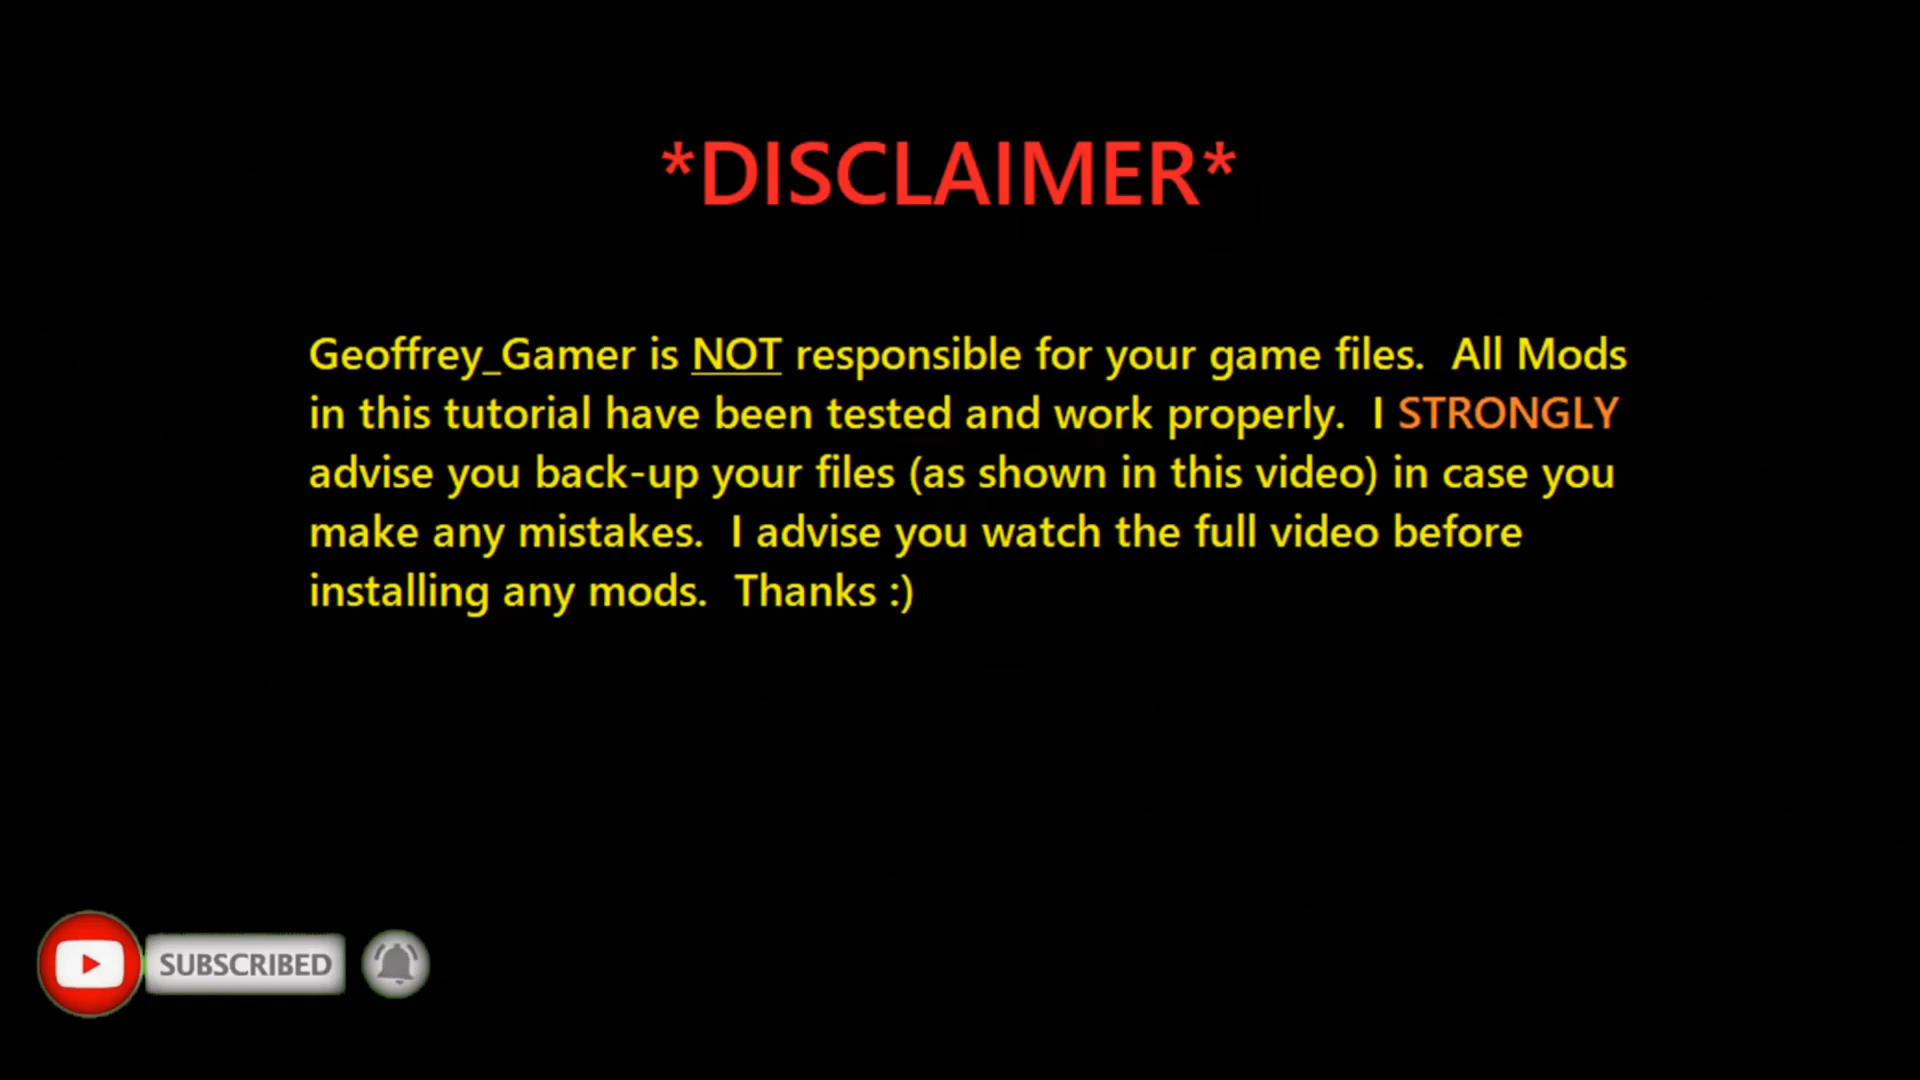 *DISCLAIMER*
Geoffrey_Gamer is NOT responsible for your game files.  All Mods
in this tutorial have been tested and work properly.  I STRONGLY
advise you back-up your files (as shown in this video) in case you
make any mistakes.  I advise you watch the full video before
installing any mods.  Thanks :)
SUBSCRIBED